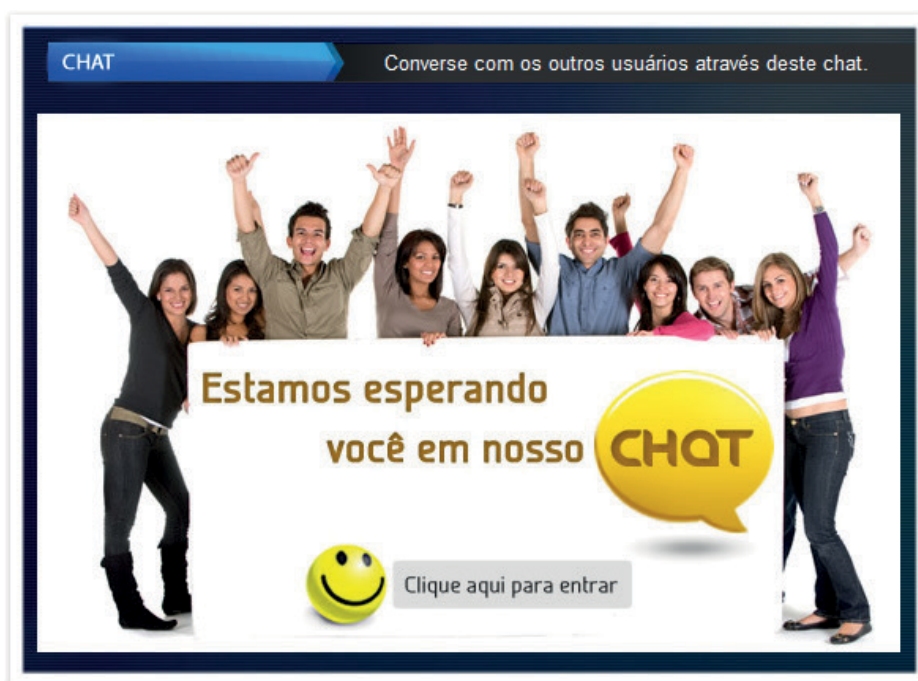 CHAT
Converse com os outros usuários através deste chat.
Estamos esperando
você em nosso CHAT
Clique aqui para entrar